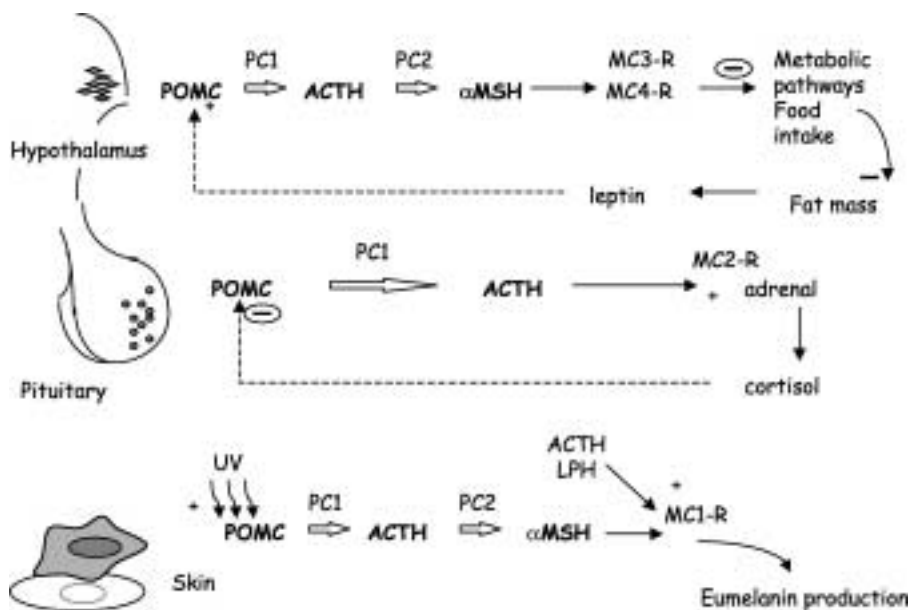 PC1
PC2
MC3-R
MC4-R
Metabolic
pathways
Food
intake
POMC
+
ACTH
αMSH
−
Hypothalamus
leptin
−
Fat mass
PC1
MC2-R
POMC
−
ACTH
+
adrenal
Pituitary
cortisol
UV
ACTH
LPH
+
PC1
PC2
+
MC1-R
POMC
ACTH
αMSH
Skin
Eumelanin production